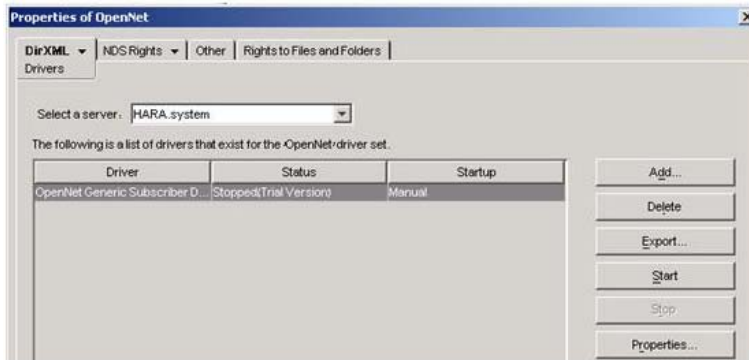 Properties of OpenNet
DirXML NDS Rights Other Rights to Files and Folders
Drivers
Select a server: HARA.system
The following is a list of drivers that exist for the 'OpenNet' driver set.
Driver Status Startup
OpenNet Generic Subscriber D... Stopped(Trial Version) Manual
Add...
Delete
Export...
Start
Stop
Properties...